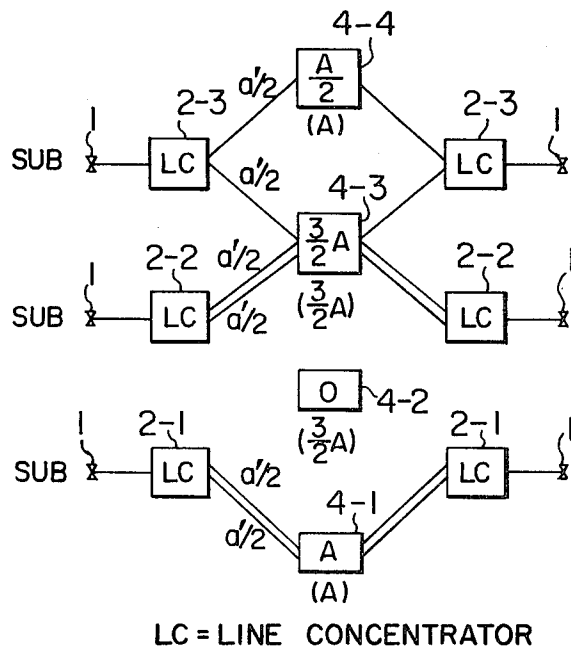 4-4
A/2
(A)
a'/2
2-3 2-3
1 1
SUB LC LC
a'/2
4-3
3/2 A
(3/2 A)
a'/2
a'/2
2-2 2-2
1 1
SUB LC LC
0
4-2
(3/2 A)
2-1 2-1
1 1
SUB LC LC
a'/2
a'/2
4-1
A
(A)
LC = LINE CONCENTRATOR